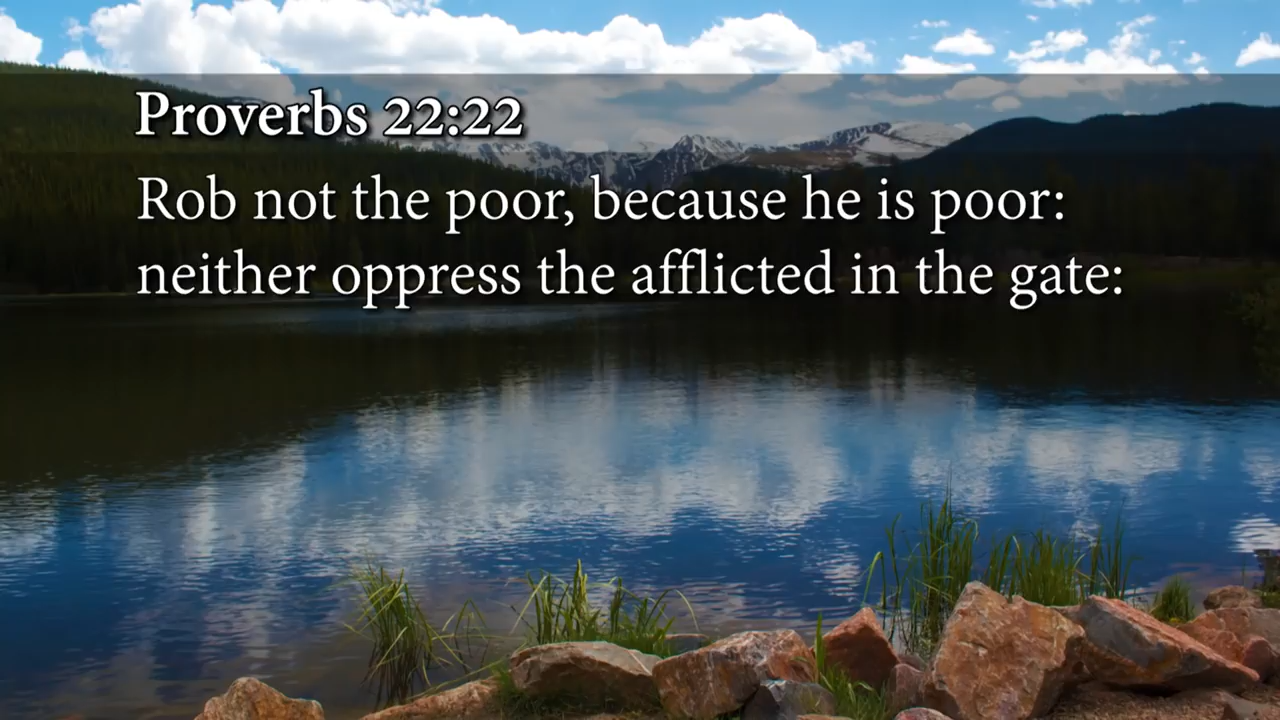 Proverbs 22:22
Rob not the poor, because he is poor:
neither oppress the afflicted in the gate: